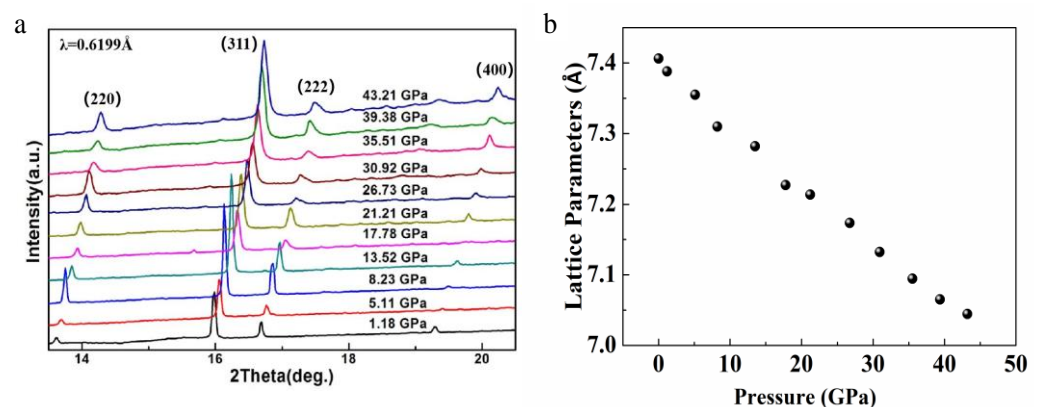 a
λ=0.6199Å
(311)
(400)
(220)
(222)
43.21 GPa
39.38 GPa
35.51 GPa
30.92 GPa
26.73 GPa
21.21 GPa
17.78 GPa
13.52 GPa
8.23 GPa
5.11 GPa
1.18 GPa
Intensity(a.u.)
14 16 18 20
2Theta(deg.)
b
7.4
7.3
7.2
7.1
7.0
Lattice Parameters (Å)
0 10 20 30 40 50
Pressure (GPa)